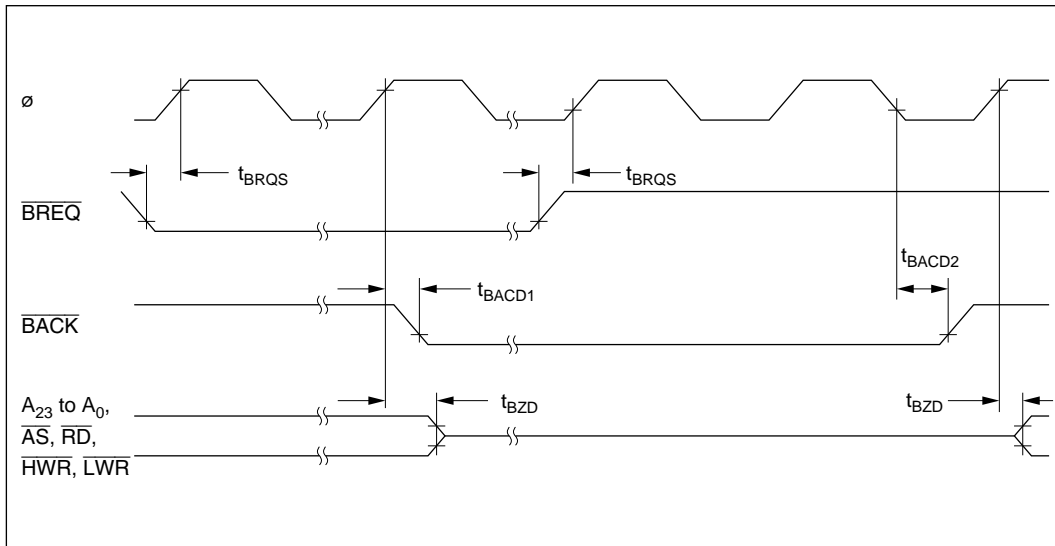 ø
tBRQS tBRQS
BREQ
tBACD2
tBACD1
BACK
A23 to A0,
tBZD tBZD
AS, RD,
HWR, LWR